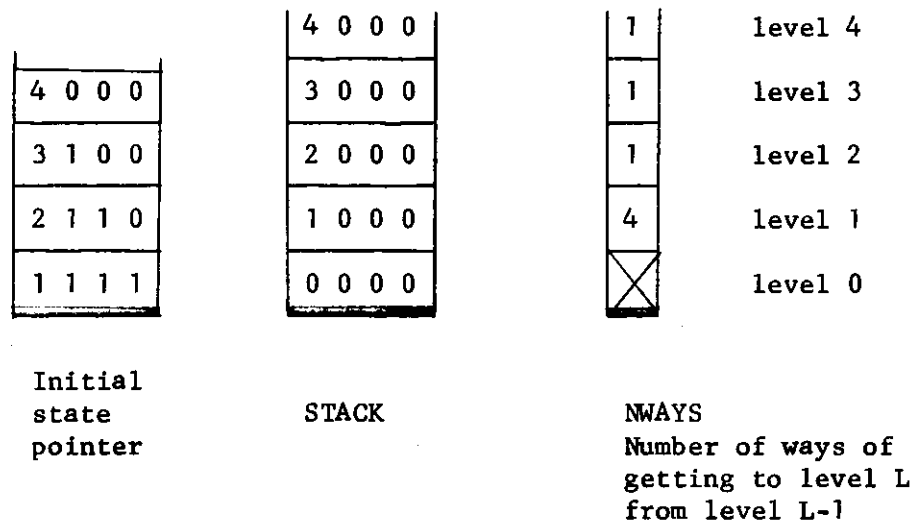 4 0 0 0 1 level 4
4 0 0 0 3 0 0 0 1 level 3
3 1 0 0 2 0 0 0 1 level 2
2 1 1 0 1 0 0 0 4 level 1
1 1 1 1 0 0 0 0 level 0
Initial
state STACK NWAYS
pointer Number of ways of
getting to level L
from level L-1